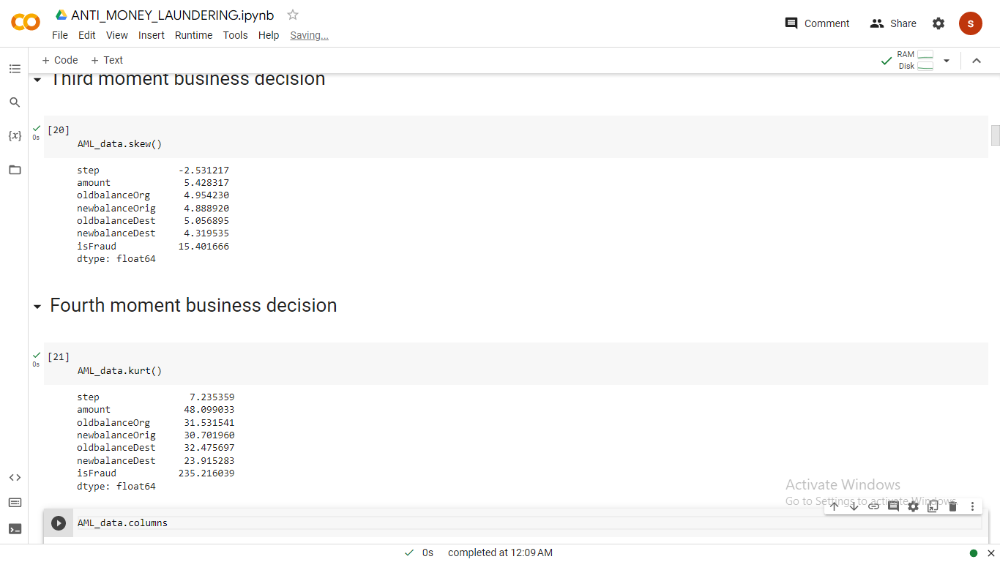 ANTI_MONEY_LAUNDERING.ipynb
File Edit View Insert Runtime Tools Help Saving...
Comment Share S
+ Code + Text
RAM
Disk
Third moment business decision
[20]
0s
AML_data.skew()
step -2.531217
amount 5.428317
oldbalanceOrg 4.954230
newbalanceOrig 4.888920
oldbalanceDest 5.056895
newbalanceDest 4.319535
isFraud 15.401666
dtype: float64
Fourth moment business decision
[21]
0s
AML_data.kurt()
step 7.235359
amount 48.099033
oldbalanceOrg 31.531541
newbalanceOrig 30.701960
oldbalanceDest 32.475697
newbalanceDest 23.915283
isFraud 235.216039
dtype: float64
Activate Windows
Go to Settings to activate Windows.
AML_data.columns
0s completed at 12:09 AM